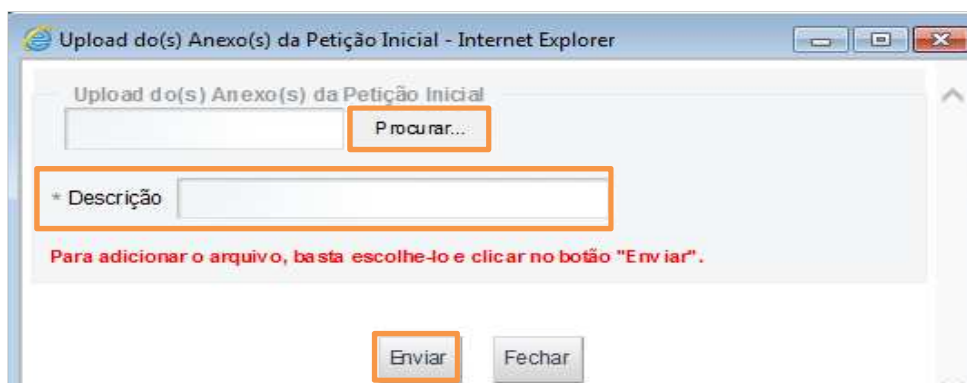 Upload do(s) Anexo(s) da Petição Inicial - Internet Explorer
Upload do(s) Anexo(s) da Petição Inicial
Procurar...
* Descrição
Para adicionar o arquivo, basta escolhe-lo e clicar no botão "Enviar".
Enviar Fechar